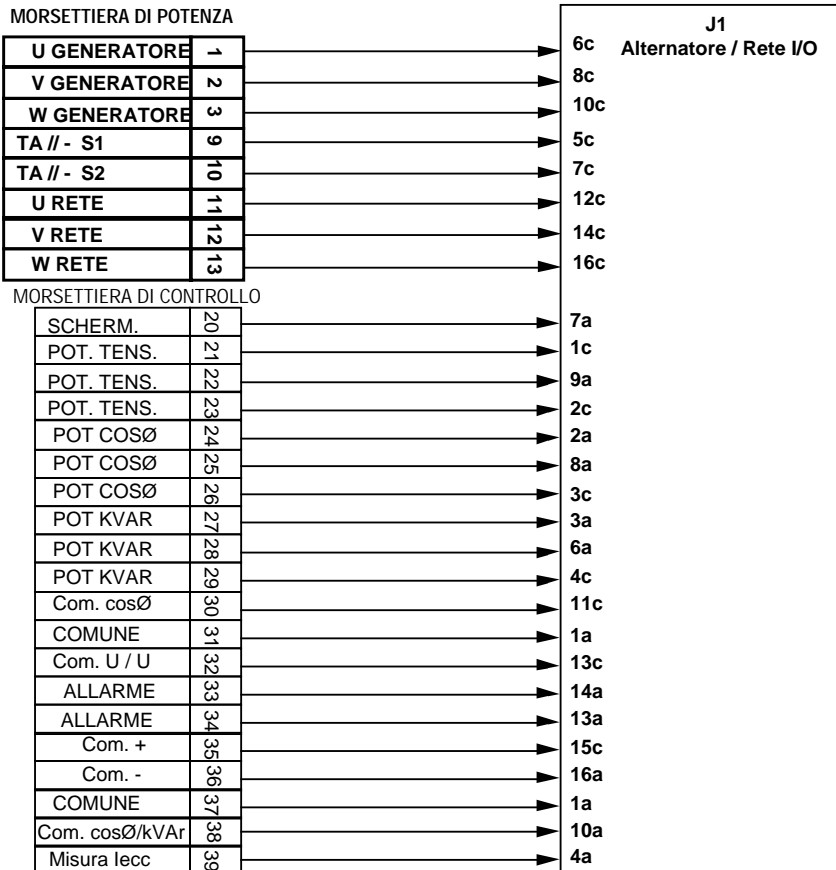 MORSETTIERA DI POTENZA
J1
Alternatore / Rete I/O
U GENERATORE 1 6c
V GENERATORE 2 8c
W GENERATORE 3 10c
TA // - S1 9 5c
TA // - S2 10 7c
U RETE 11 12c
V RETE 12 14c
W RETE 13 16c
MORSETTIERA DI CONTROLLO
SCHERM. 20 7a
POT. TENS. 21 1c
POT. TENS. 22 9a
POT. TENS. 23 2c
POT COSØ 24 2a
POT COSØ 25 8a
POT COSØ 26 3c
POT KVAR 27 3a
POT KVAR 28 6a
POT KVAR 29 4c
Com. cosØ 30 11c
COMUNE 31 1a
Com. U / U 32 13c
ALLARME 33 14a
ALLARME 34 13a
Com. + 35 15c
Com. - 36 16a
COMUNE 37 1a
Com. cosØ/kVAr 38 10a
Misura Iecc 39 4a